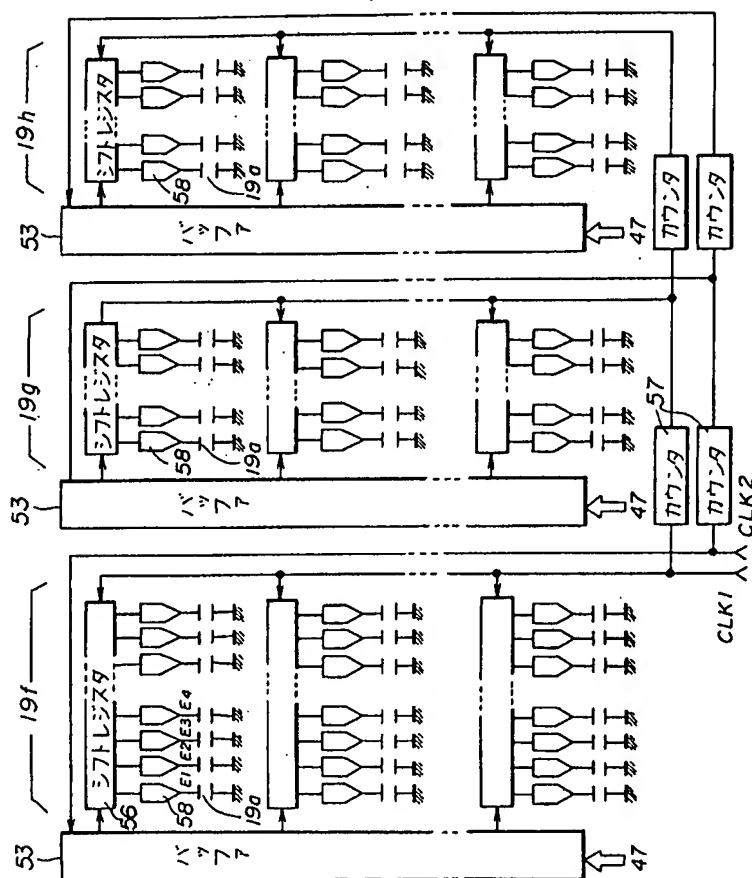 19f
19g
19h
53
バッファ
シフトレジスタ
56
58
E1
E2
E3
E4
19a
47
53
バッファ
シフトレジスタ
58
19a
47
53
バッファ
シフトレジスタ
58
19a
47
カウンタ
カウンタ
57
カウンタ
カウンタ
CLK1
CLK2